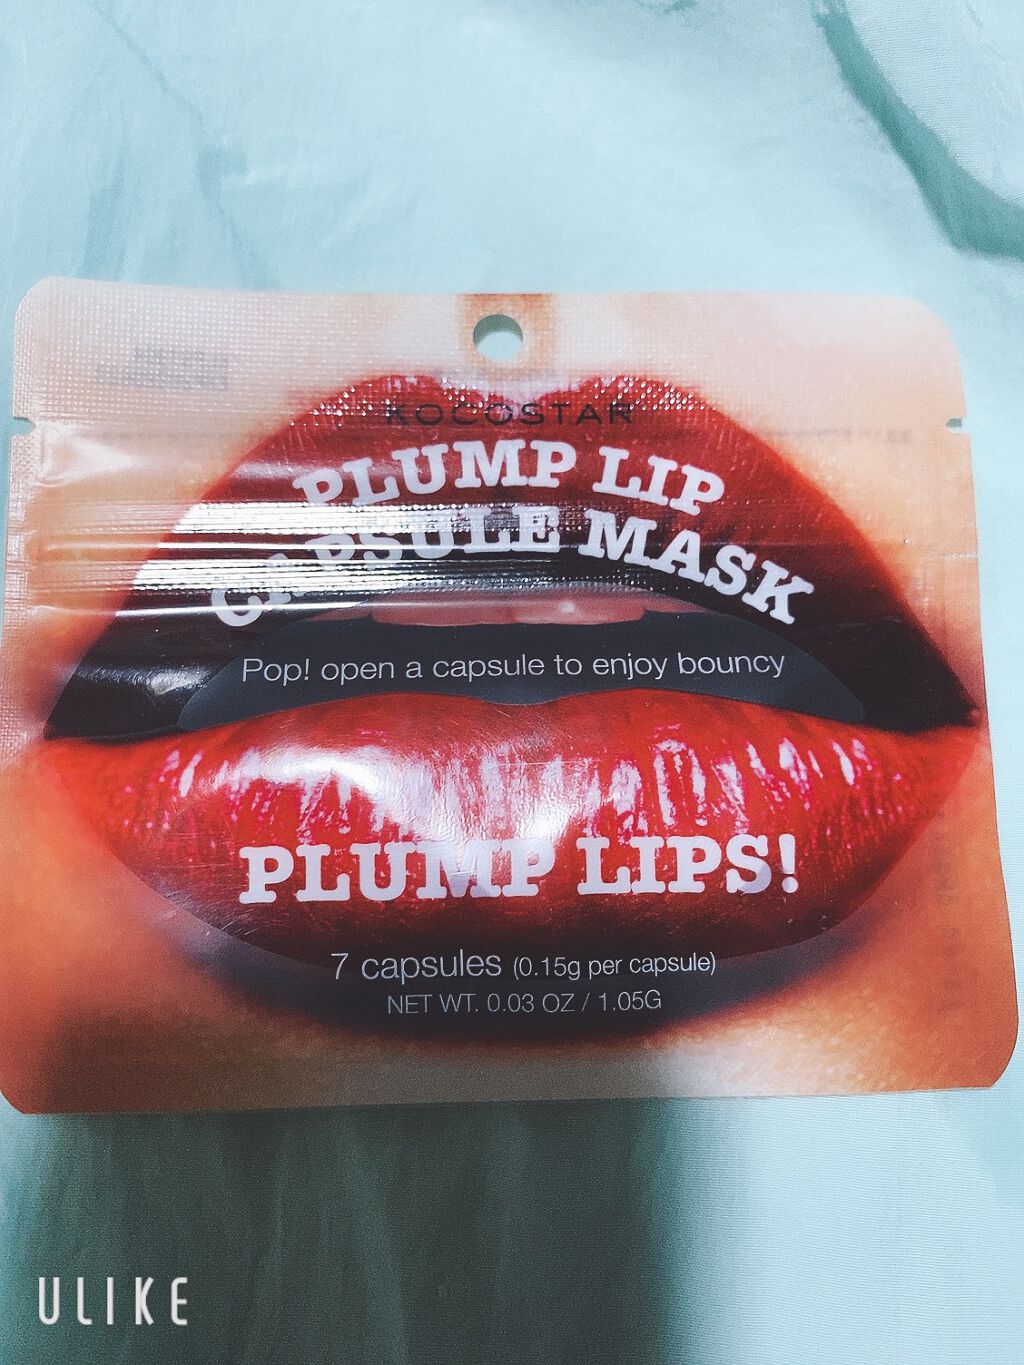 KOCOSTAR
PLUMP LIP
CAPSULE MASK
Pop! open a capsule to enjoy bouncy
PLUMP LIPS!
7 capsules (0.15g per capsule)
NET WT. 0.03 OZ / 1.05G
ULIKE